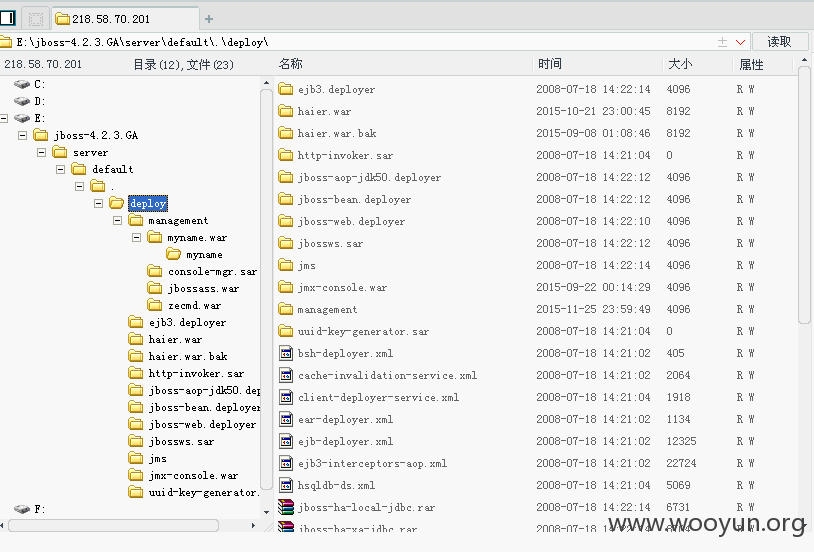 218.58.70.201
E:\jboss-4.2.3.GA\server\default\.\deploy\ 读取
218.58.70.201 目录(12),文件(23)
名称 时间 大小 属性
C:
D:
E:
jboss-4.2.3.GA
server
default
.
deploy
management
myname.war
myname
console-mgr.sar
jbossass.war
zecmd.war
ejb3.deployer
haier.war
haier.war.bak
http-invoker.sar
jboss-aop-jdk50.dep
jboss-bean.deployer
jboss-web.deployer
jbossws.sar
jms
jmx-console.war
uuid-key-generator.
F:
ejb3.deployer 2008-07-18 14:22:14 4096 R W
haier.war 2015-10-21 23:00:45 8192 R W
haier.war.bak 2015-09-08 01:08:46 8192 R W
http-invoker.sar 2008-07-18 14:21:04 0 R W
jboss-aop-jdk50.deployer 2008-07-18 14:22:12 4096 R W
jboss-bean.deployer 2008-07-18 14:22:12 4096 R W
jboss-web.deployer 2008-07-18 14:22:10 4096 R W
jbossws.sar 2008-07-18 14:22:12 4096 R W
jms 2008-07-18 14:22:14 4096 R W
jmx-console.war 2015-09-22 00:14:29 4096 R W
management 2015-11-25 23:59:49 4096 R W
uuid-key-generator.sar 2008-07-18 14:21:04 0 R W
bsh-deployer.xml 2008-07-18 14:21:02 405 R W
cache-invalidation-service.xml 2008-07-18 14:21:02 2064 R W
client-deployer-service.xml 2008-07-18 14:21:04 1918 R W
ear-deployer.xml 2008-07-18 14:21:02 1134 R W
ejb-deployer.xml 2008-07-18 14:21:02 12325 R W
ejb3-interceptors-aop.xml 2008-07-18 14:21:02 22724 R W
hsqldb-ds.xml 2008-07-18 14:21:04 5069 R W
jboss-ha-local-jdbc.rar 2008-07-18 14:22:14 6731 R W
jboss-ha-xa-jdbc.rar 2008-07-18 14:22:14 R W
www.wooyun.org